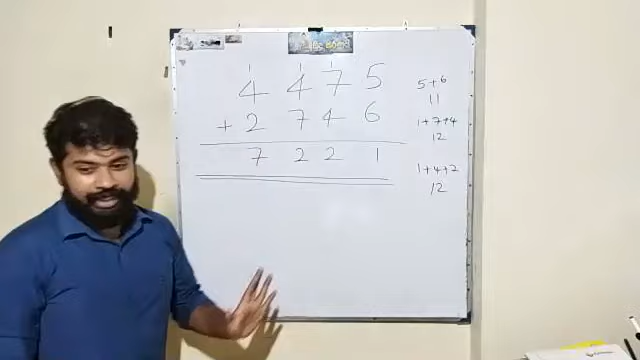 1 1 1
4 4 7 5
+ 2 7 4 6
7 2 2 1
5+6
11
1+7+4
12
1+4+2
12